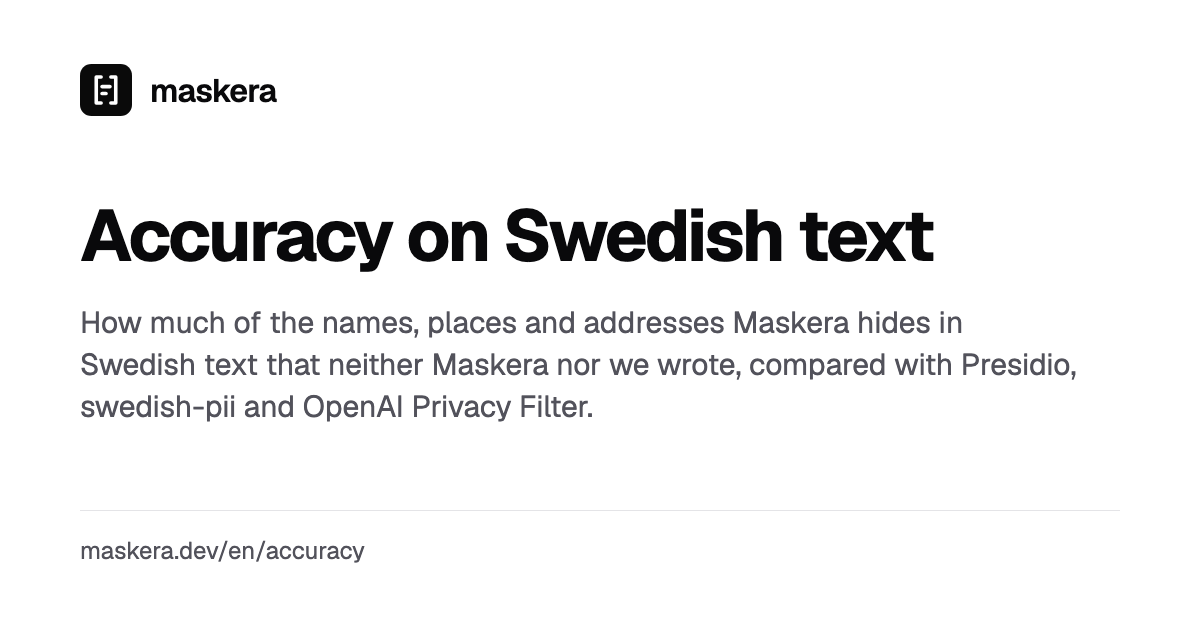 maskera
Accuracy on Swedish text
How much of the names, places and addresses Maskera hides in
Swedish text that neither Maskera nor we wrote, compared with Presidio,
swedish-pii and OpenAI Privacy Filter.
maskera.dev/en/accuracy